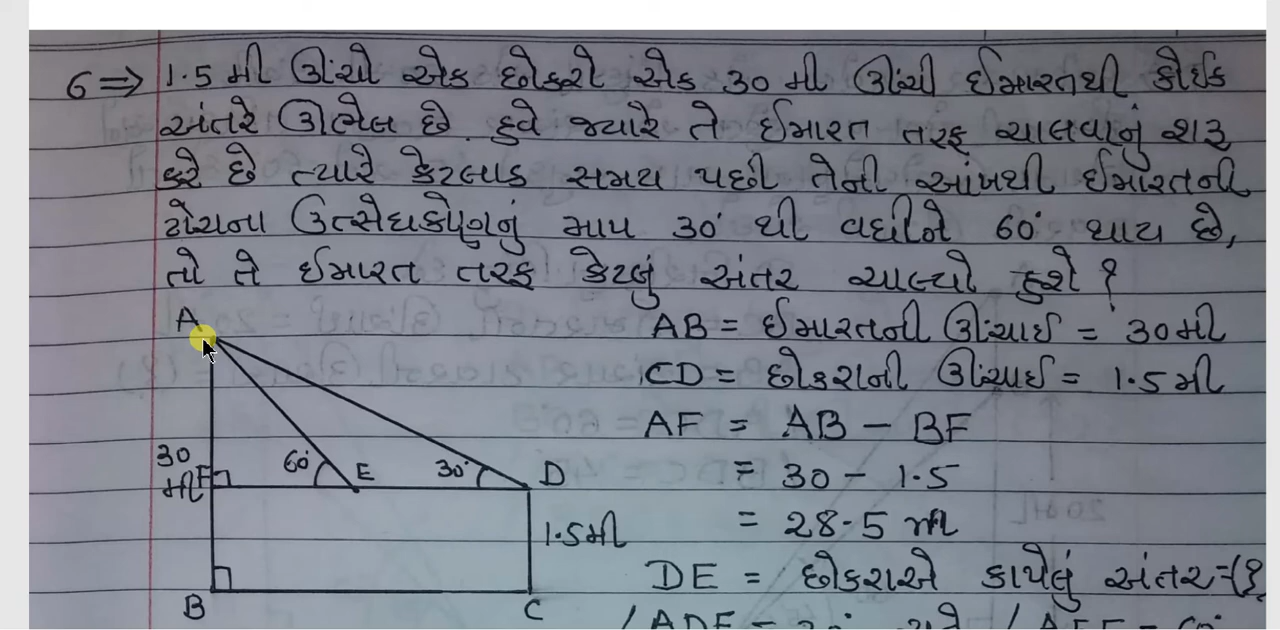 6 ⇒ 1.5 મી ઊંચો એક છોકરો એક 30 મી ઊંચી ઈમારતથી કોઈક
અંતરે ઊભેલ છે. હવે જ્યારે તે ઈમારત તરફ ચાલવાનું શરૂ
કરે છે ત્યારે કેટલાક સમય પછી તેની આંખથી ઈમારતની
ટોચના ઉત્સેધકોણનું માપ 30° થી વધીને 60° થાય છે,
તો તે ઈમારત તરફ કેટલું અંતર ચાલ્યો હશે ?
A
AB = ઈમારતની ઊંચાઈ = 30 મી
CD = છોકરાની ઊંચાઈ = 1.5 મી
AF = AB - BF
= 30 - 1.5
= 28.5 મી
DE = છોકરાએ કાપેલું અંતર = (?)
30
મી F 60° E 30° D
1.5 મી
B C